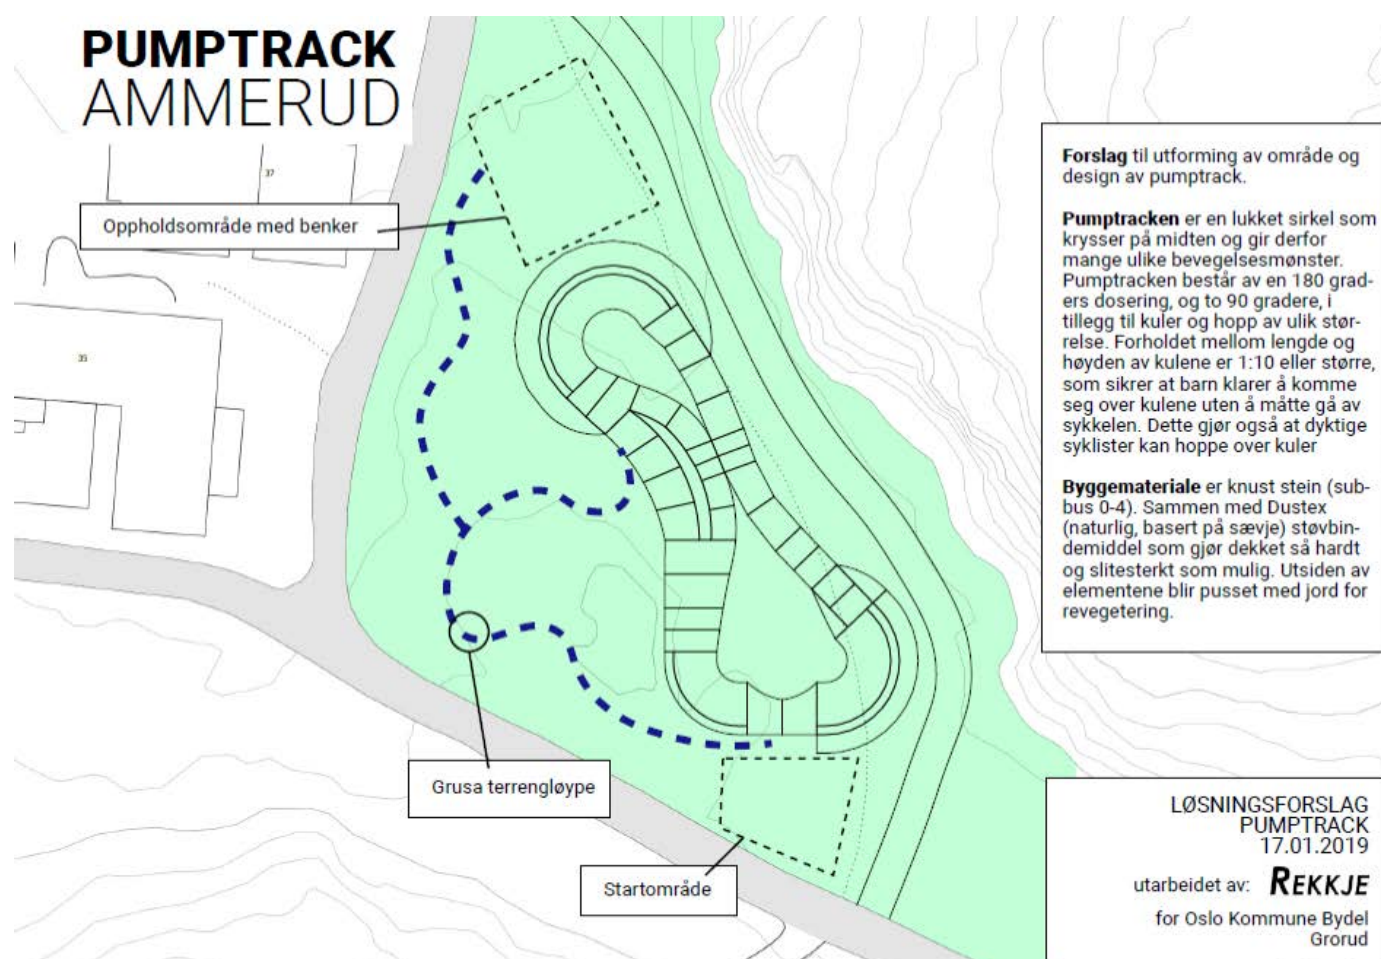 PUMPTRACK
AMMERUD
37
Oppholdsområde med benker
39
Grusa terrengløype
Startområde
Forslag til utforming av område og
design av pumptrack.
Pumptracken er en lukket sirkel som
krysser på midten og gir derfor
mange ulike bevegelsesmønster.
Pumptracken består av en 180 grad-
ers dosering, og to 90 gradere, i
tillegg til kuler og hopp av ulik stør-
relse. Forholdet mellom lengde og
høyden av kulene er 1:10 eller større,
som sikrer at barn klarer å komme
seg over kulene uten å måtte gå av
sykkelen. Dette gjør også at dyktige
syklister kan hoppe over kuler
Byggemateriale er knust stein (sub-
bus 0-4). Sammen med Dustex
(naturlig, basert på sævje) støvbin-
demiddel som gjør dekket så hardt
og slitesterkt som mulig. Utsiden av
elementene blir pusset med jord for
revegetering.
LØSNINGSFORSLAG
PUMPTRACK
17.01.2019
utarbeidet av: REKKJE
for Oslo Kommune Bydel
Grorud